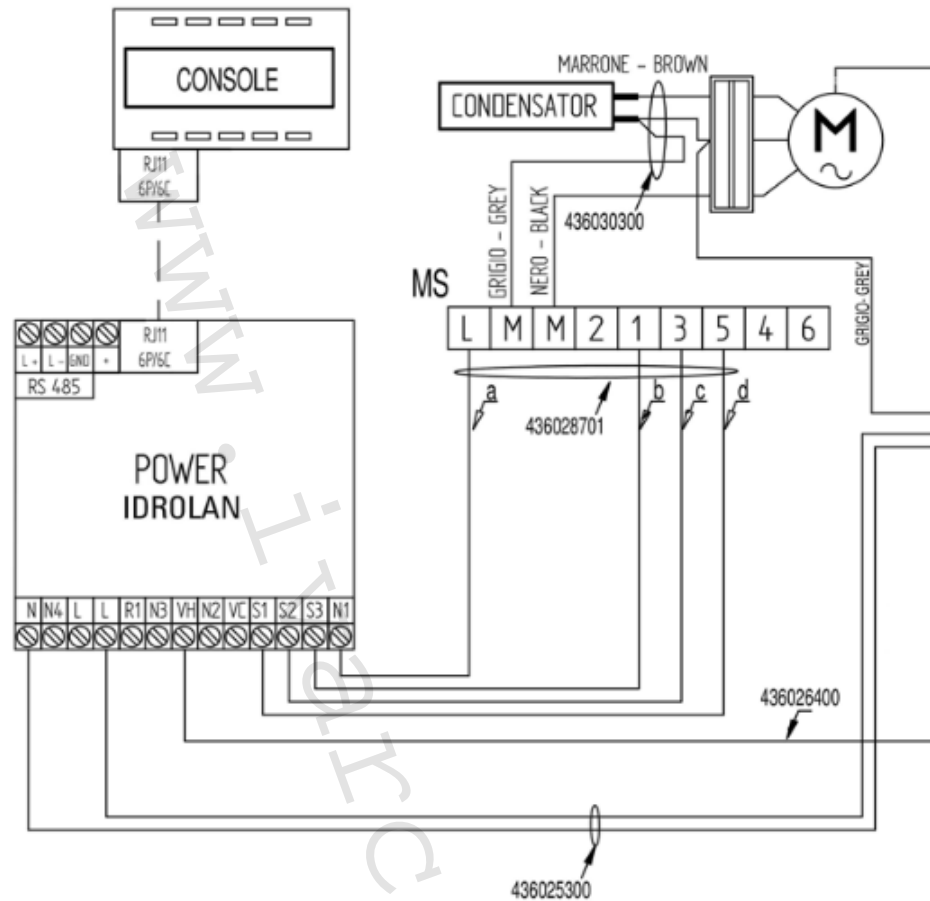 CONSOLE
RJ11
6P/6C
MARRONE - BROWN
CONDENSATOR
M
436030300
GRIGIO - GREY
NERO - BLACK
GRIGIO- GREY
MS
L M M 2 1 3 5 4 6
a b c d
436028701
L+ L- GND +
RJ11
6P/6C
RS 485
POWER
IDROLAN
N N4 L L R1 N3 VH N2 VC S1 S2 S3 N1
436026400
436025300
www.ivarc